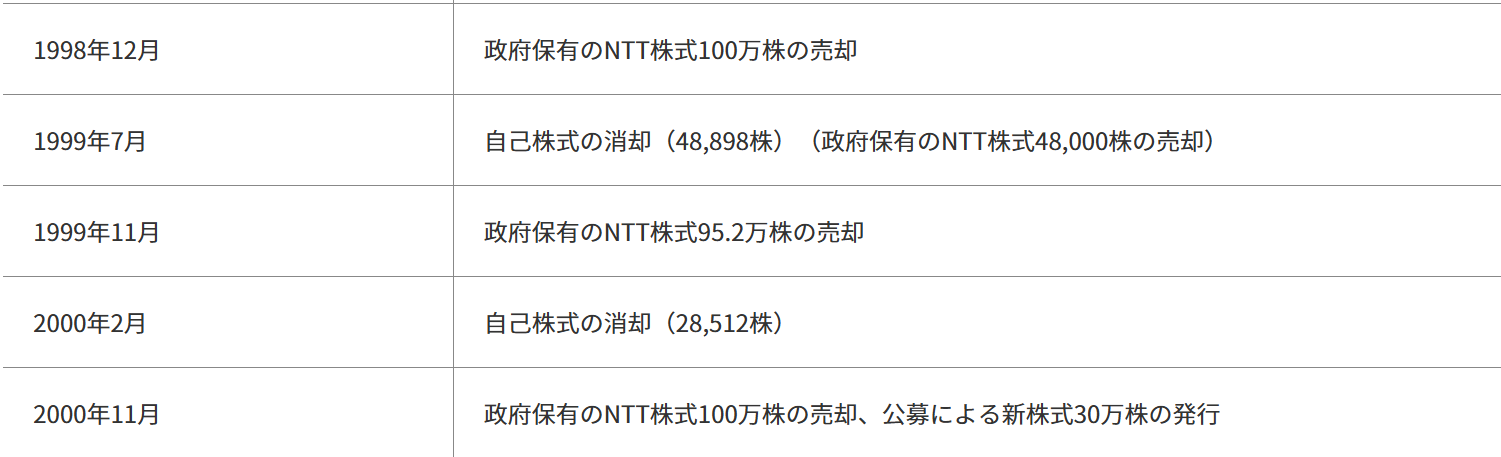 1998年12月 政府保有のNTT株式100万株の売却
1999年7月 自己株式の消却（48,898株）（政府保有のNTT株式48,000株の売却）
1999年11月 政府保有のNTT株式95.2万株の売却
2000年2月 自己株式の消却（28,512株）
2000年11月 政府保有のNTT株式100万株の売却、公募による新株式30万株の発行